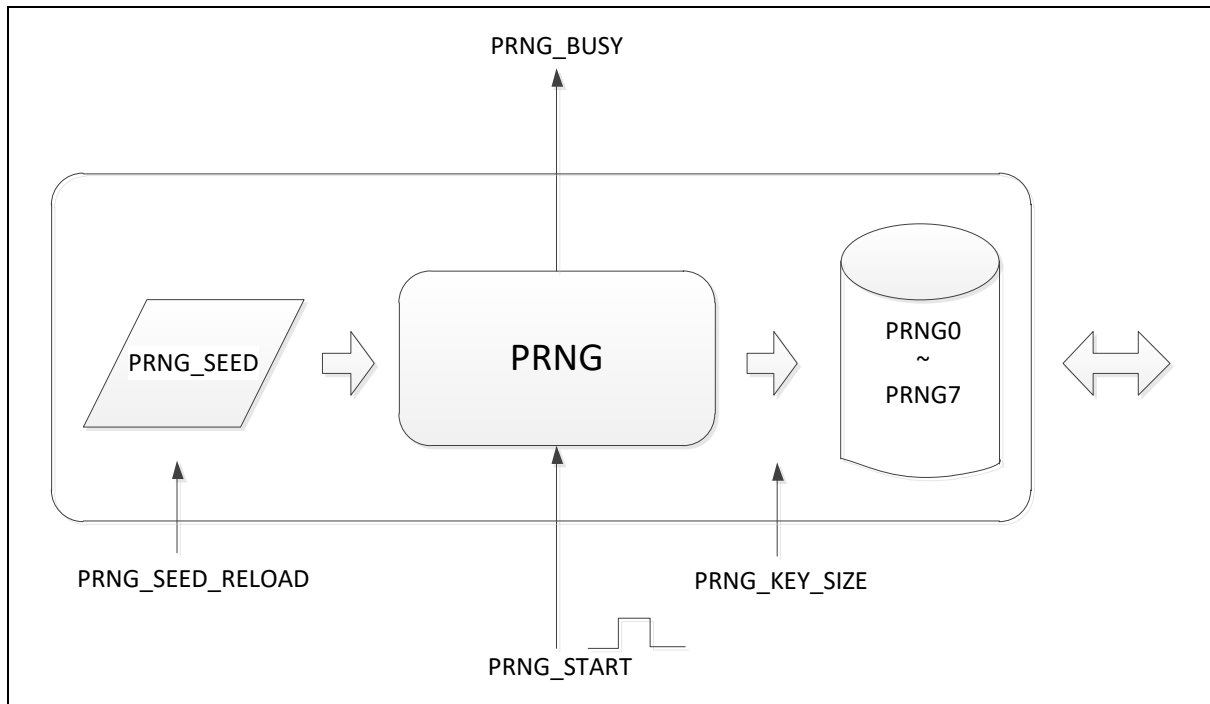 PRNG_BUSY
PRNG_SEED
PRNG
PRNG0
~
PRNG7
PRNG_SEED_RELOAD
PRNG_KEY_SIZE
PRNG_START